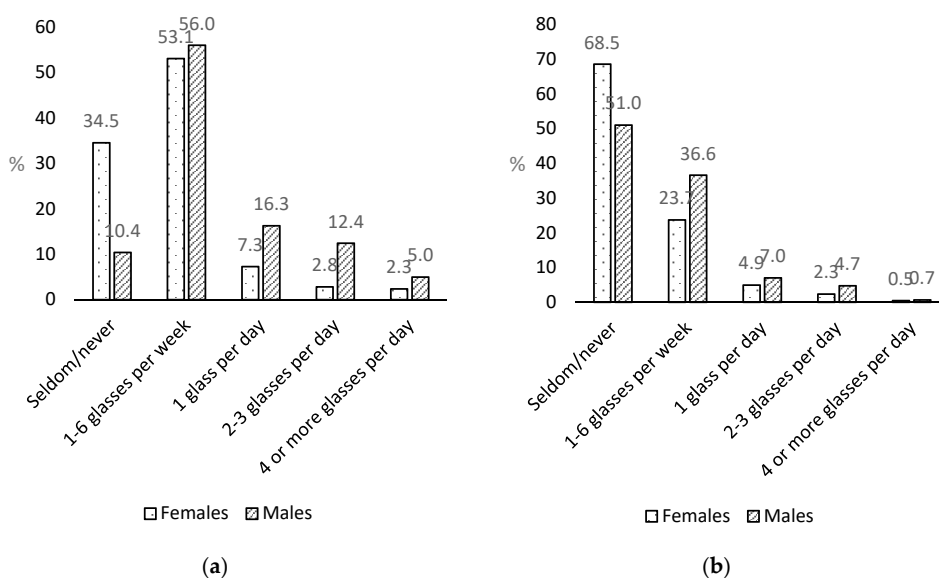 60
50
40
30
20
10
0
%
34.5
10.4
53.1
56.0
7.3
16.3
2.8
12.4
2.3
5.0
Seldom/never
1-6 glasses per week
1 glass per day
2-3 glasses per day
4 or more glasses per day
Females
Males
(a)
80
70
60
50
40
30
20
10
0
%
68.5
51.0
23.7
36.6
4.9
7.0
2.3
4.7
0.5
0.7
Seldom/never
1-6 glasses per week
1 glass per day
2-3 glasses per day
4 or more glasses per day
Females
Males
(b)